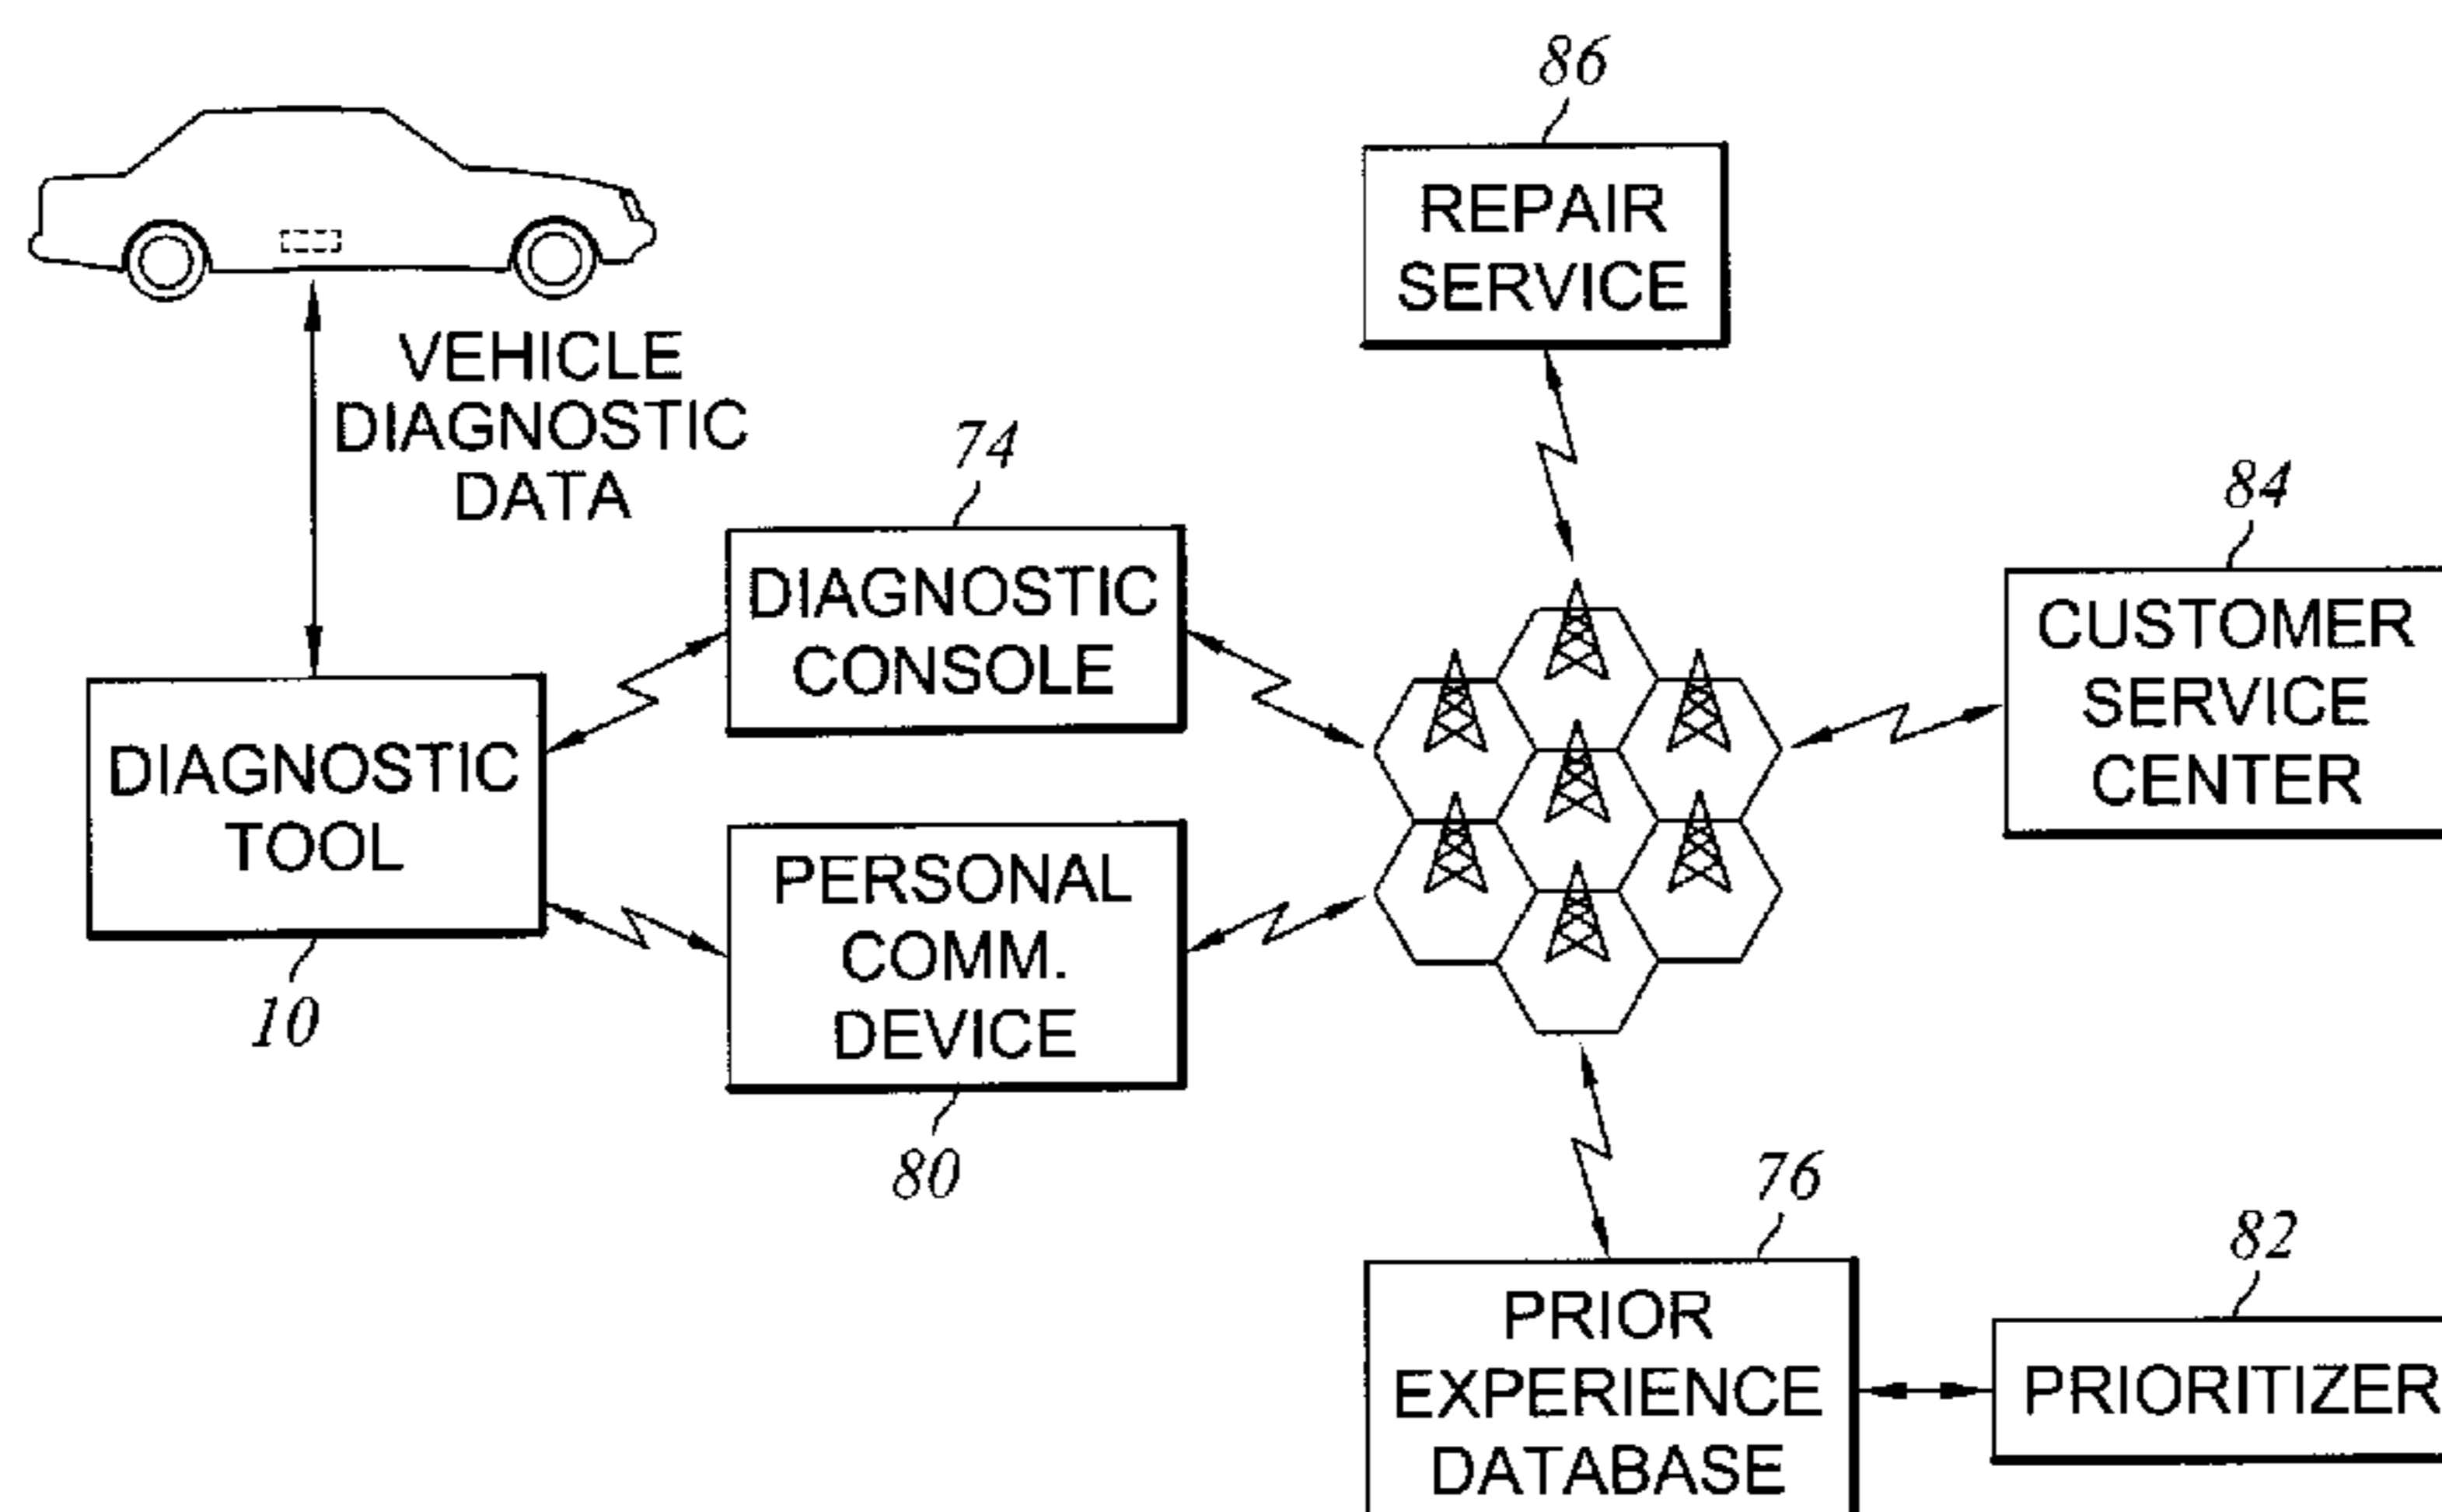 86
REPAIR
SERVICE
VEHICLE
DIAGNOSTIC
DATA
74
DIAGNOSTIC
CONSOLE
84
CUSTOMER
SERVICE
CENTER
DIAGNOSTIC
TOOL
10
PERSONAL
COMM.
DEVICE
80
76
PRIOR
EXPERIENCE
DATABASE
82
PRIORITIZER